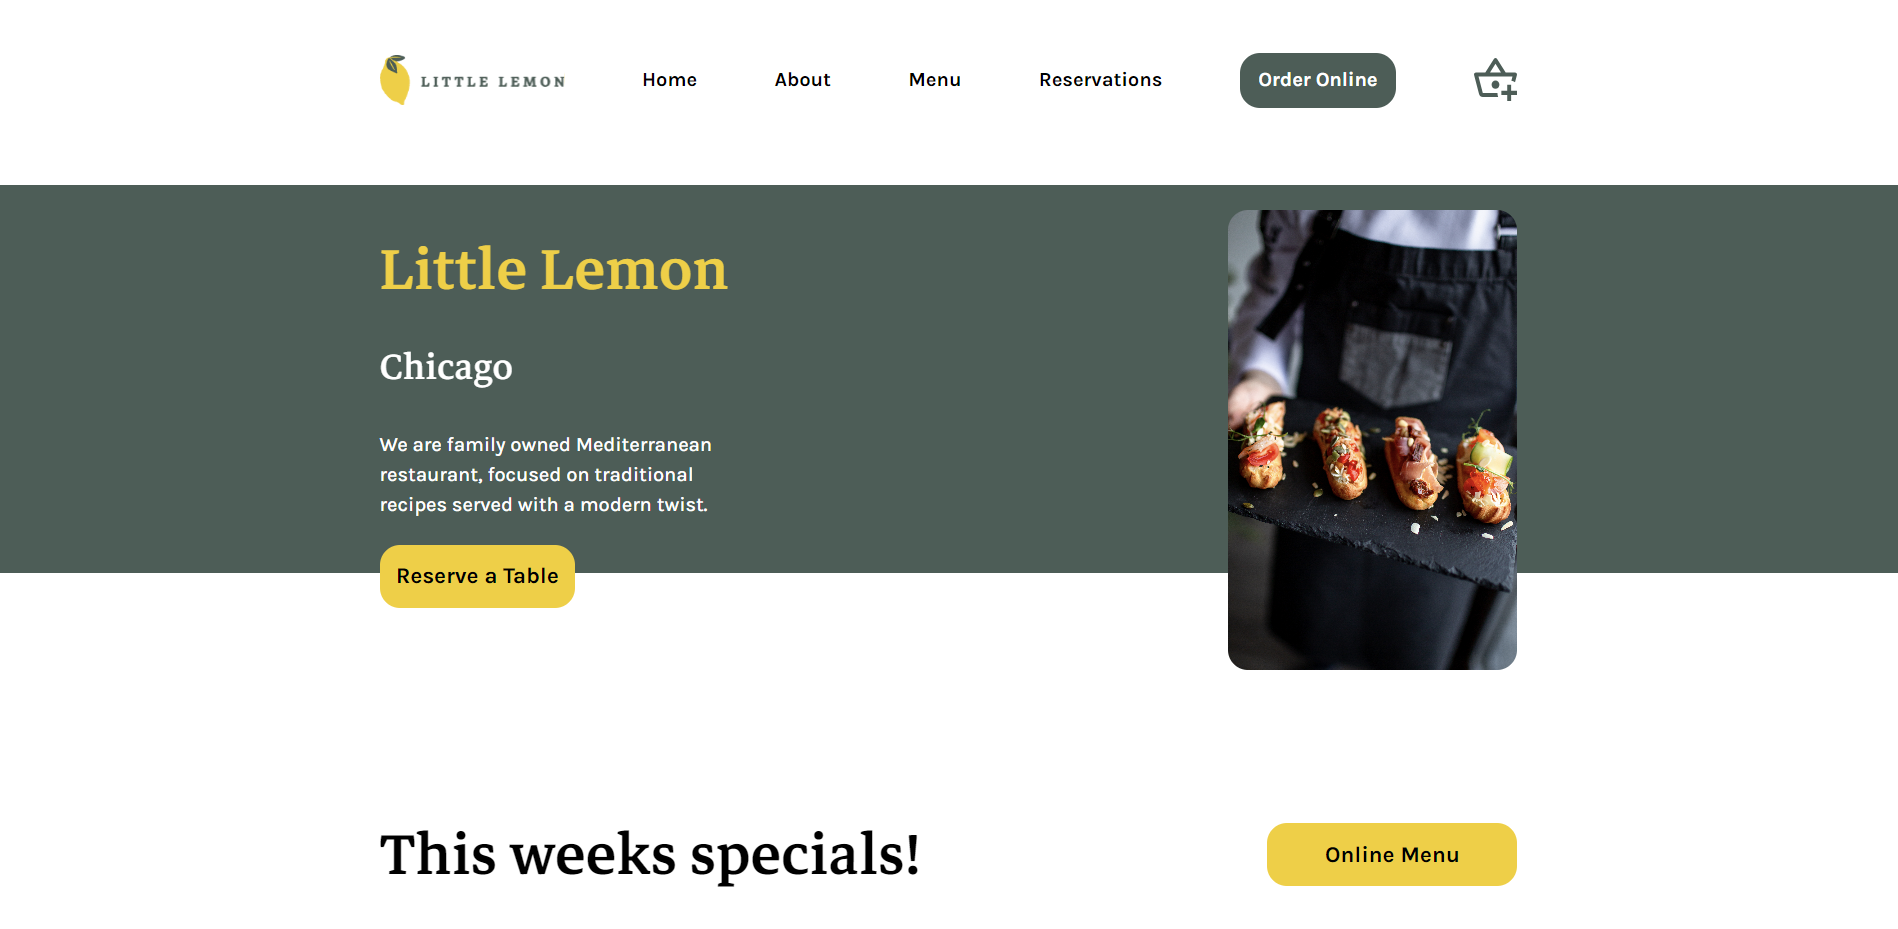 LITTLE LEMON
Home
About
Menu
Reservations
Order Online
Little Lemon
Chicago
We are family owned Mediterranean
restaurant, focused on traditional
recipes served with a modern twist.
Reserve a Table
This weeks specials!
Online Menu